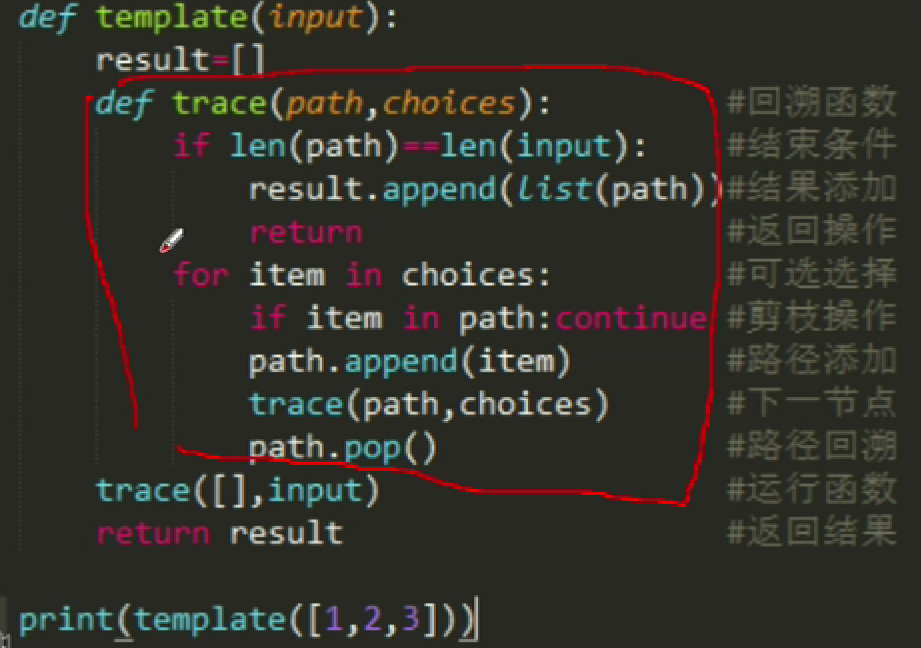 def template(input):
    result=[]
    def trace(path,choices): #回溯函数
        if len(path)==len(input): #结束条件
            result.append(list(path)) #结果添加
            return #返回操作
        for item in choices: #可选选择
            if item in path:continue #剪枝操作
            path.append(item) #路径添加
            trace(path,choices) #下一节点
            path.pop() #路径回溯
    trace([],input) #运行函数
    return result #返回结果
print(template([1,2,3]))